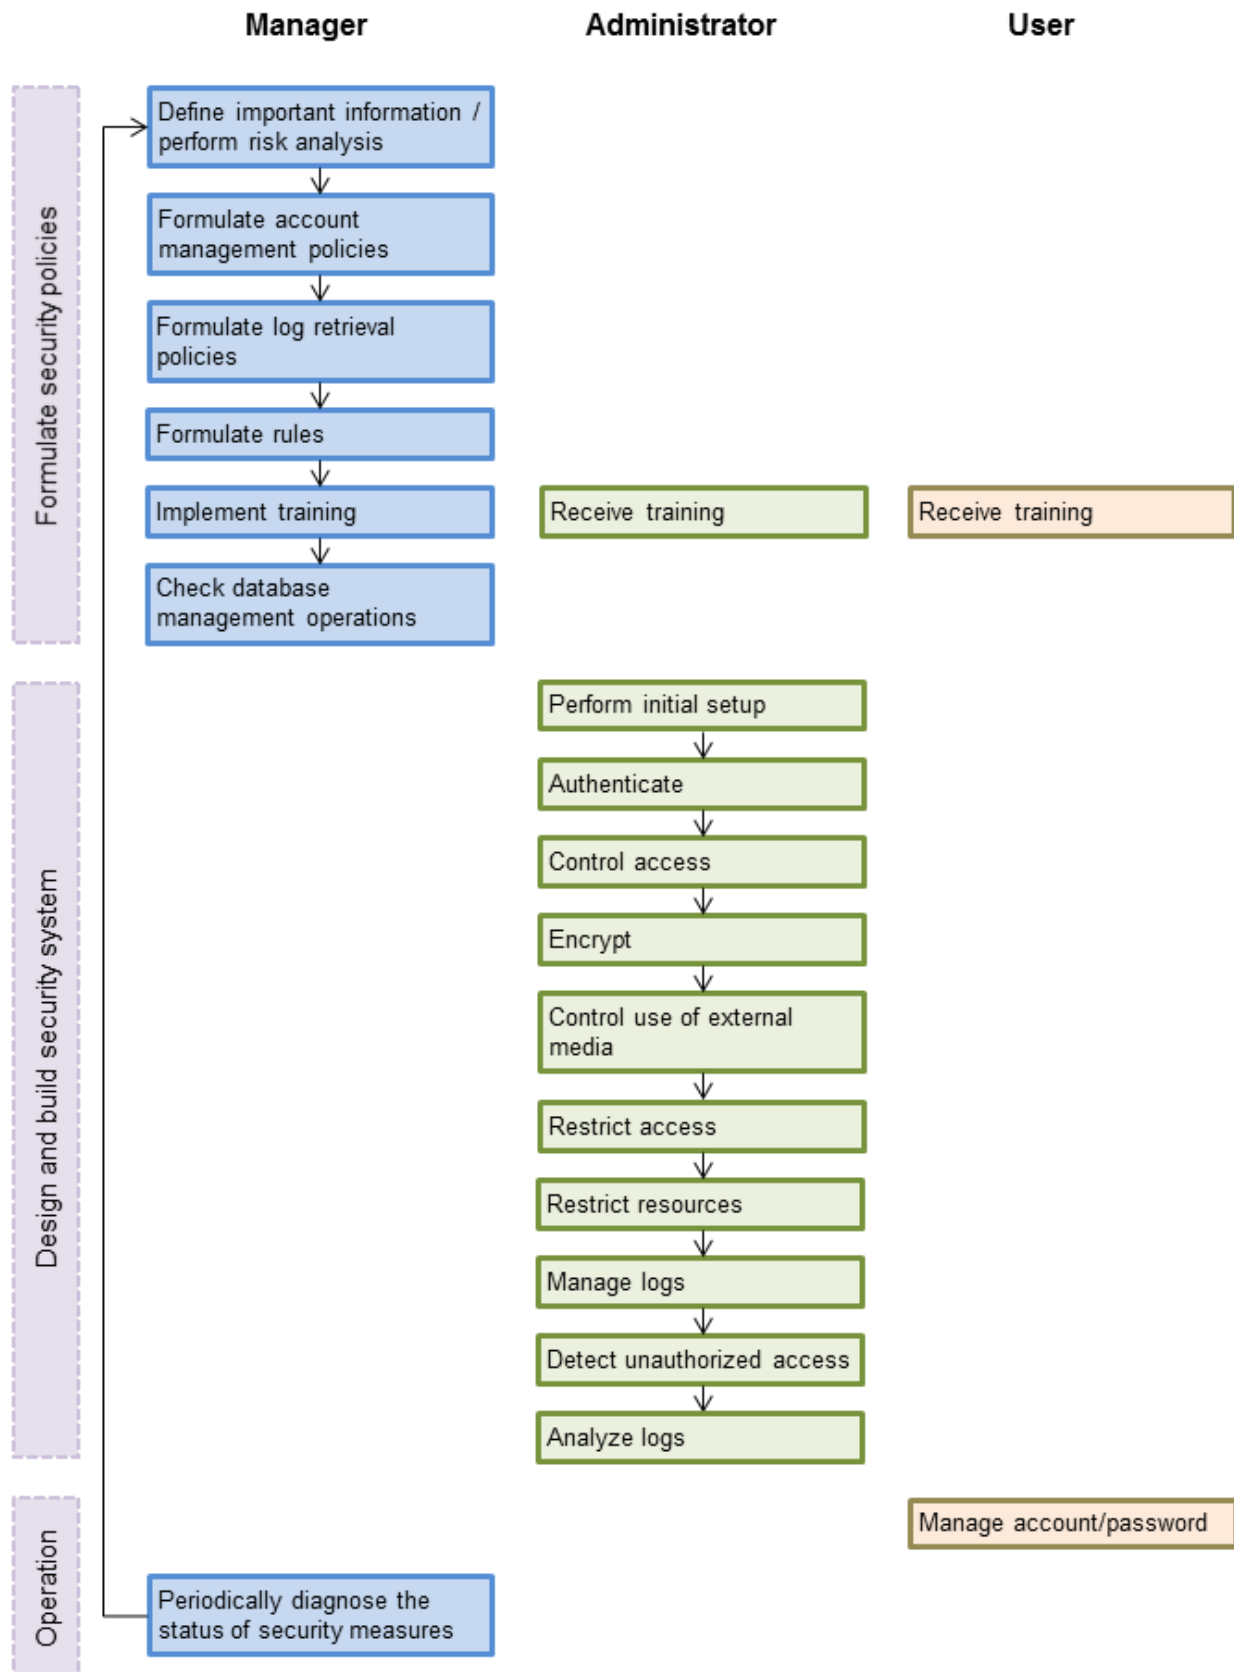 Manager
Administrator
User
Formulate security policies
Define important information /
perform risk analysis
Formulate account
management policies
Formulate log retrieval
policies
Formulate rules
Implement training
Receive training
Receive training
Check database
management operations
Design and build security system
Perform initial setup
Authenticate
Control access
Encrypt
Control use of external
media
Restrict access
Restrict resources
Manage logs
Detect unauthorized access
Analyze logs
Operation
Manage account/password
Periodically diagnose the
status of security measures